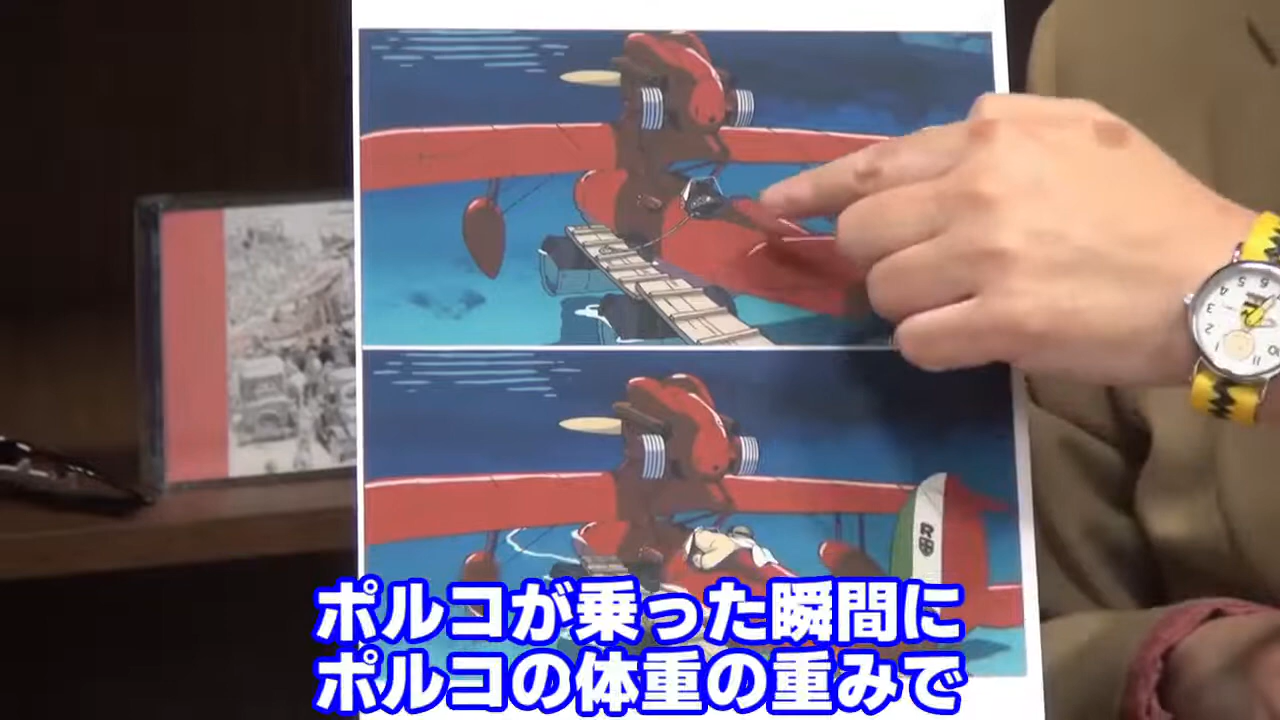 R
ポルコが乗った瞬間に
ポルコの体重の重みで